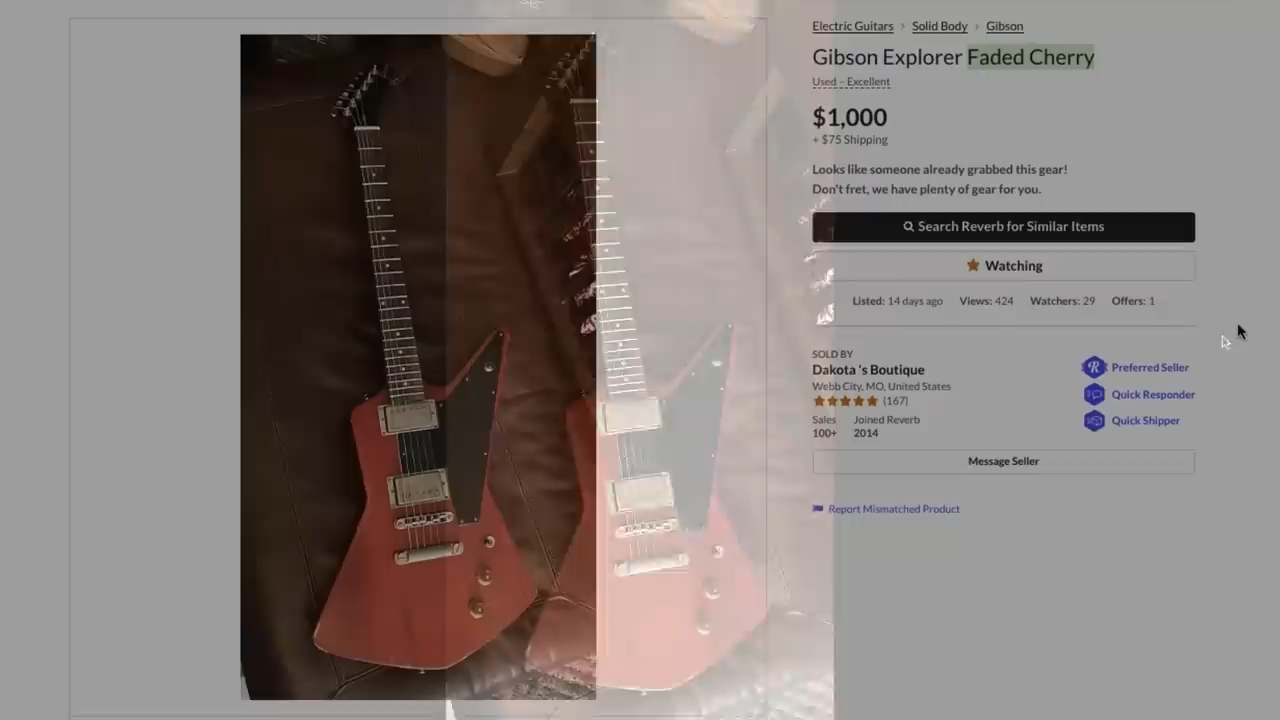 Electric Guitars > Solid Body > Gibson
Gibson Explorer Faded Cherry
Used – Excellent
$1,000
+ $75 Shipping
Looks like someone already grabbed this gear!
Don't fret, we have plenty of gear for you.
Search Reverb for Similar Items
Watching
Listed: 14 days ago Views: 424 Watchers: 29 Offers: 1
SOLD BY
Dakota 's Boutique
Webb City, MO, United States
(167)
Sales Joined Reverb
100+ 2014
Preferred Seller
Quick Responder
Quick Shipper
Message Seller
Report Mismatched Product